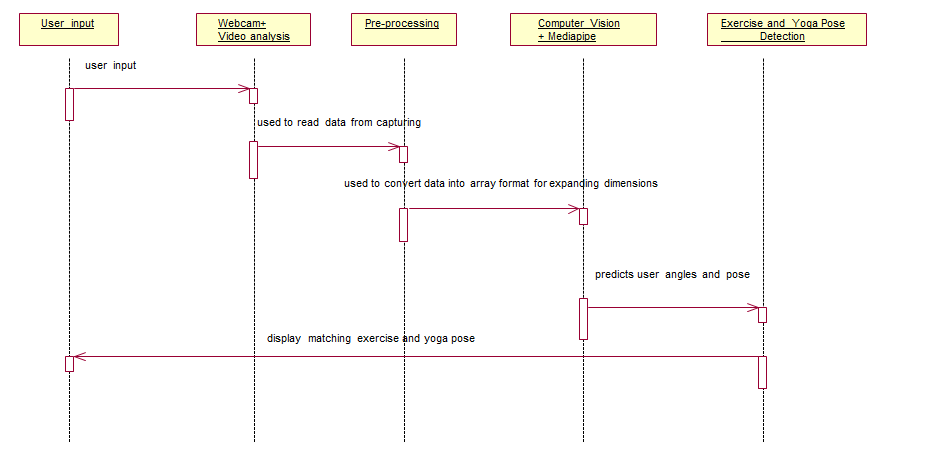 User input
Webcam+
Video analysis
Pre-processing
Computer Vision
+ Mediapipe
Exercise and Yoga Pose
Detection
user input
used to read data from capturing
used to convert data into array format for expanding dimensions
predicts user angles and pose
display matching exercise and yoga pose